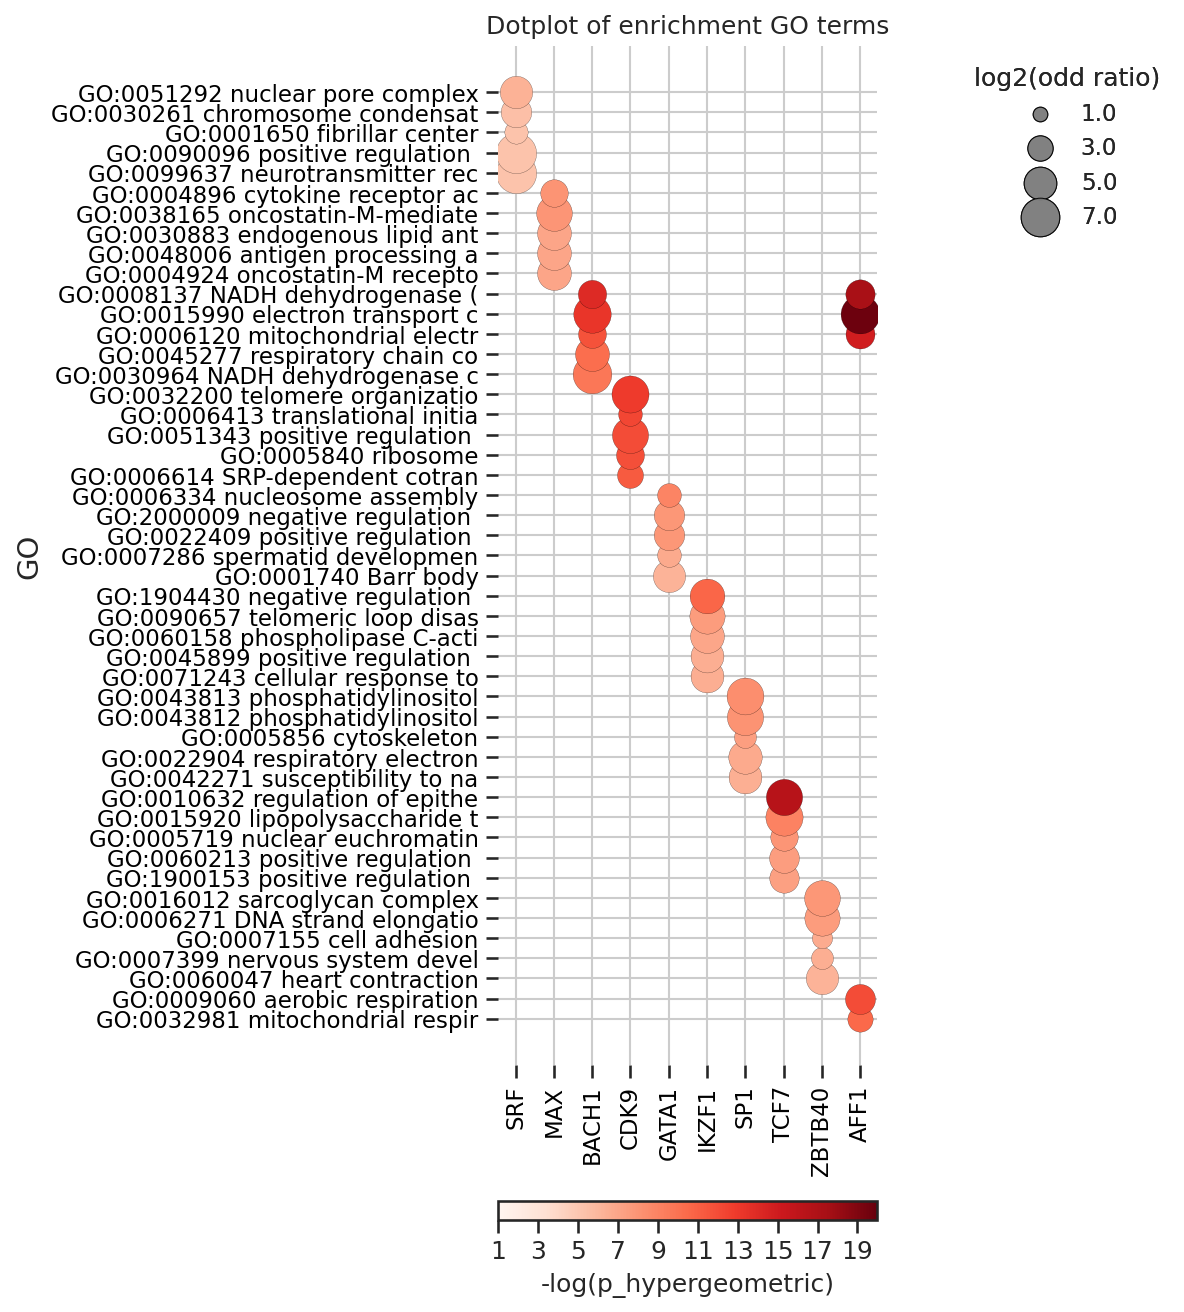 Dotplot of enrichment GO terms
log2(odd ratio)
1.0
3.0
5.0
7.0
GO
GO:0051292 nuclear pore complex
GO:0030261 chromosome condensat
GO:0001650 fibrillar center
GO:0090096 positive regulation
GO:0099637 neurotransmitter rec
GO:0004896 cytokine receptor ac
GO:0038165 oncostatin-M-mediate
GO:0030883 endogenous lipid ant
GO:0048006 antigen processing a
GO:0004924 oncostatin-M recepto
GO:0008137 NADH dehydrogenase (
GO:0015990 electron transport c
GO:0006120 mitochondrial electr
GO:0045277 respiratory chain co
GO:0030964 NADH dehydrogenase c
GO:0032200 telomere organizatio
GO:0006413 translational initia
GO:0051343 positive regulation
GO:0005840 ribosome
GO:0006614 SRP-dependent cotran
GO:0006334 nucleosome assembly
GO:2000009 negative regulation
GO:0022409 positive regulation
GO:0007286 spermatid developmen
GO:0001740 Barr body
GO:1904430 negative regulation
GO:0090657 telomeric loop disas
GO:0060158 phospholipase C-acti
GO:0045899 positive regulation
GO:0071243 cellular response to
GO:0043813 phosphatidylinositol
GO:0043812 phosphatidylinositol
GO:0005856 cytoskeleton
GO:0022904 respiratory electron
GO:0042271 susceptibility to na
GO:0010632 regulation of epithe
GO:0015920 lipopolysaccharide t
GO:0005719 nuclear euchromatin
GO:0060213 positive regulation
GO:1900153 positive regulation
GO:0016012 sarcoglycan complex
GO:0006271 DNA strand elongatio
GO:0007155 cell adhesion
GO:0007399 nervous system devel
GO:0060047 heart contraction
GO:0009060 aerobic respiration
GO:0032981 mitochondrial respir
SRF
MAX
BACH1
CDK9
GATA1
IKZF1
SP1
TCF7
ZBTB40
AFF1
1 3 5 7 9 11 13 15 17 19
-log(p_hypergeometric)